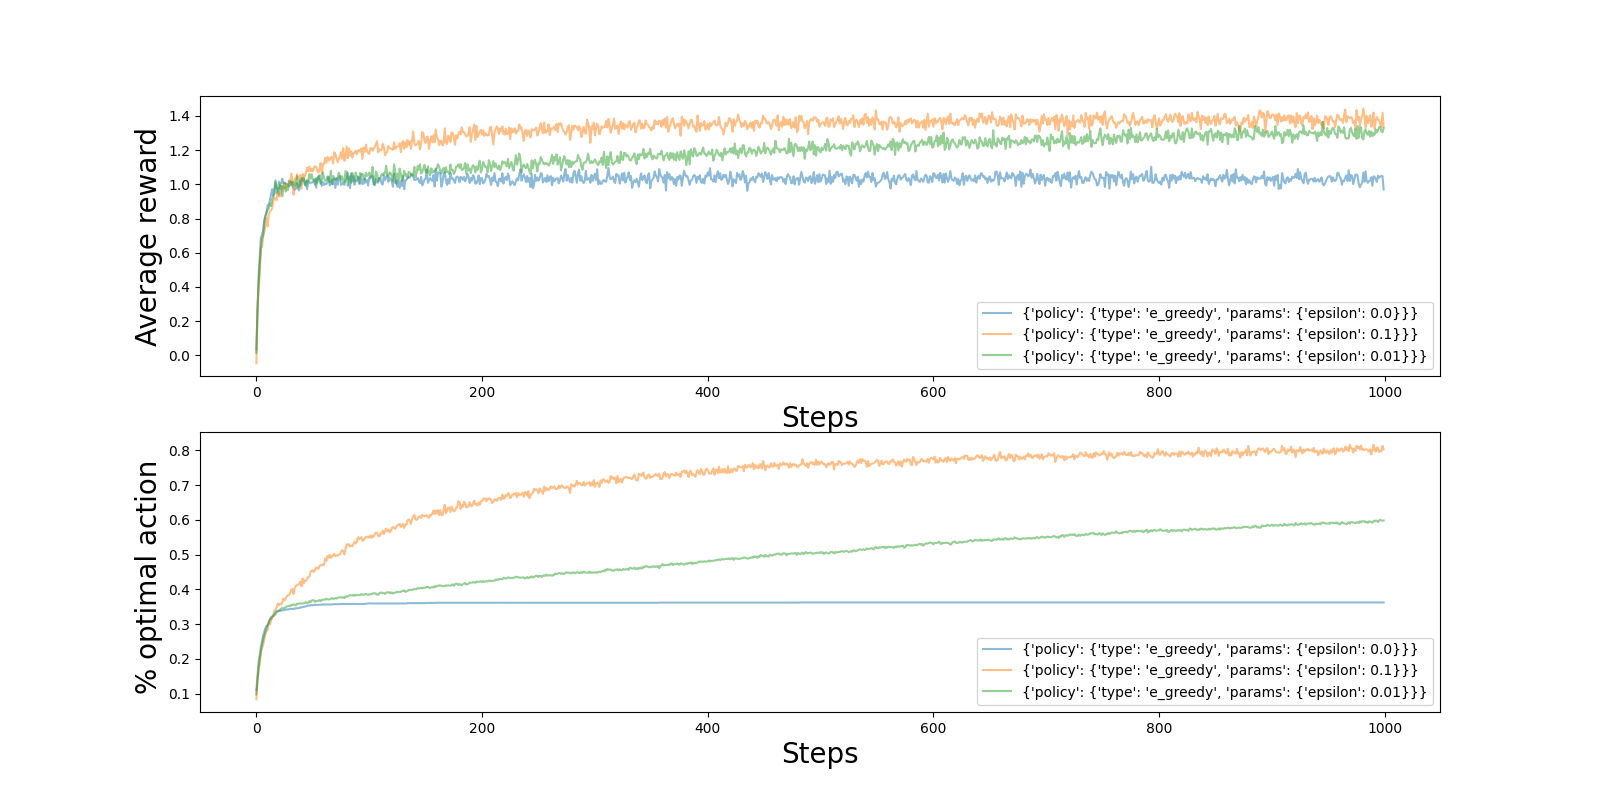 Average reward
1.4
1.2
1.0
0.8
0.6
0.4
0.2
0.0
{'policy': {'type': 'e_greedy', 'params': {'epsilon': 0.0}}}
{'policy': {'type': 'e_greedy', 'params': {'epsilon': 0.1}}}
{'policy': {'type': 'e_greedy', 'params': {'epsilon': 0.01}}}
0 200 400 600 800 1000
Steps
% optimal action
0.8
0.7
0.6
0.5
0.4
0.3
0.2
0.1
{'policy': {'type': 'e_greedy', 'params': {'epsilon': 0.0}}}
{'policy': {'type': 'e_greedy', 'params': {'epsilon': 0.1}}}
{'policy': {'type': 'e_greedy', 'params': {'epsilon': 0.01}}}
0 200 400 600 800 1000
Steps